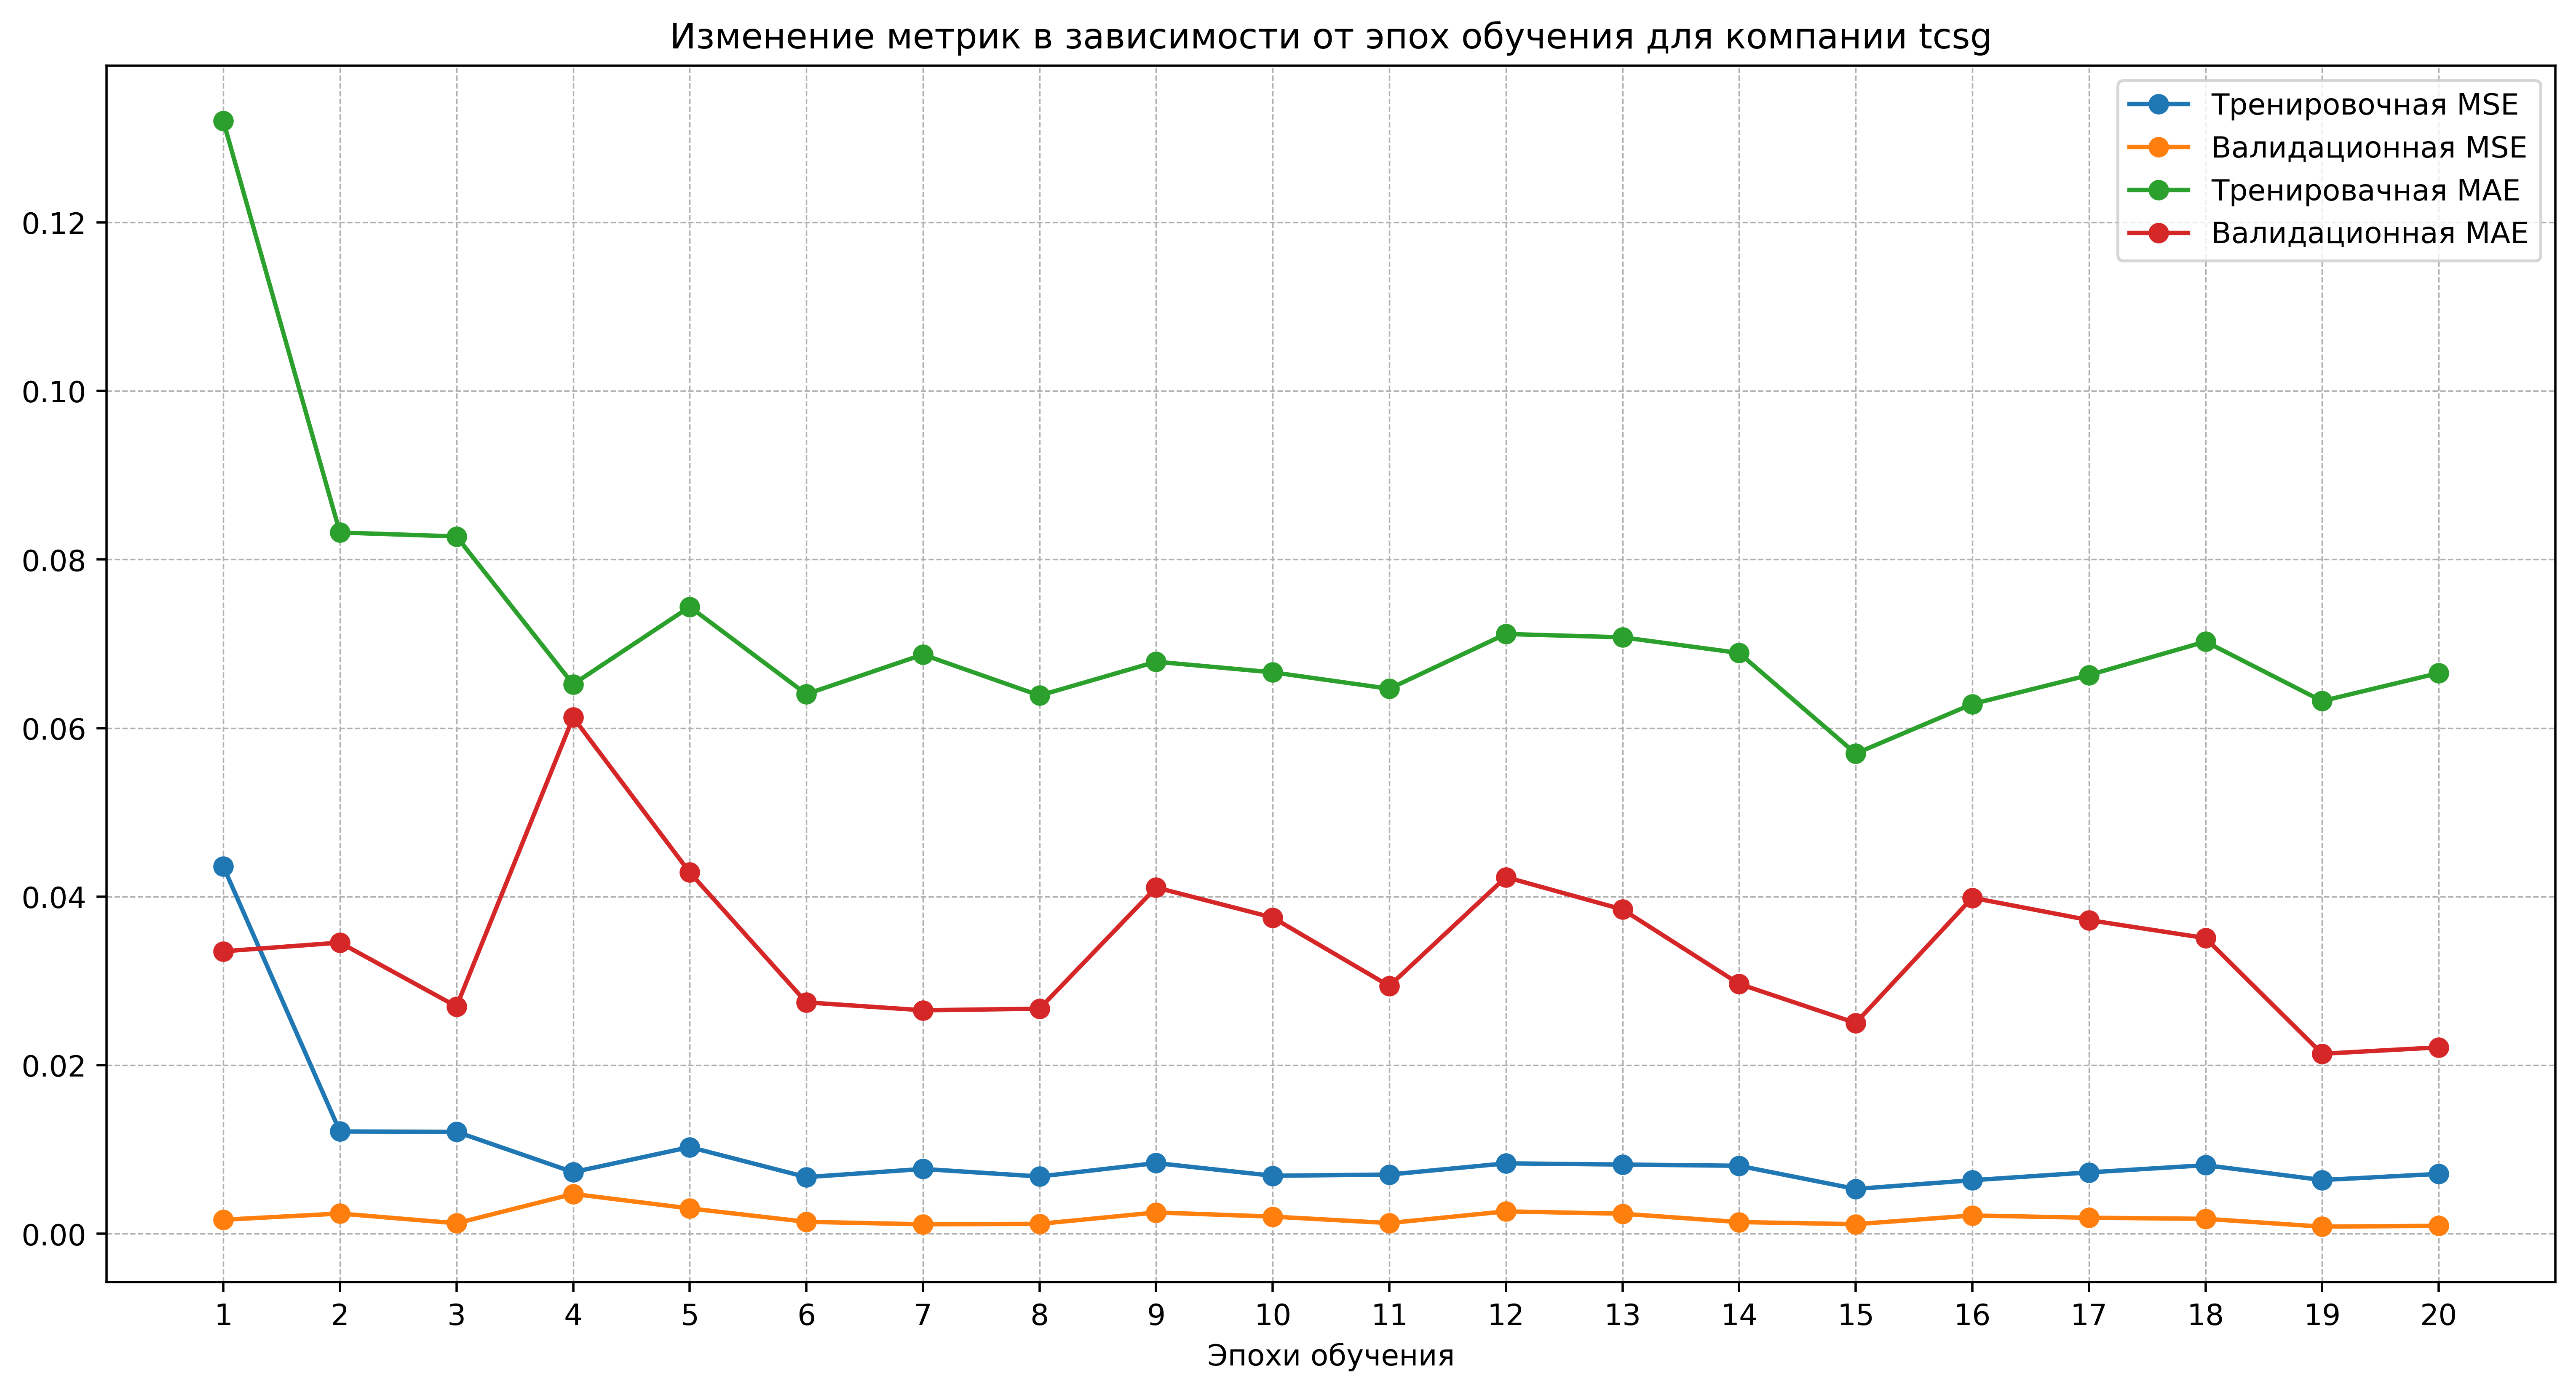 Изменение метрик в зависимости от эпох обучения для компании tcsg
Тренировочная MSE
Валидационная MSE
Тренировачная MAE
Валидационная MAE
0.12
0.10
0.08
0.06
0.04
0.02
0.00
1 2 3 4 5 6 7 8 9 10 11 12 13 14 15 16 17 18 19 20
Эпохи обучения